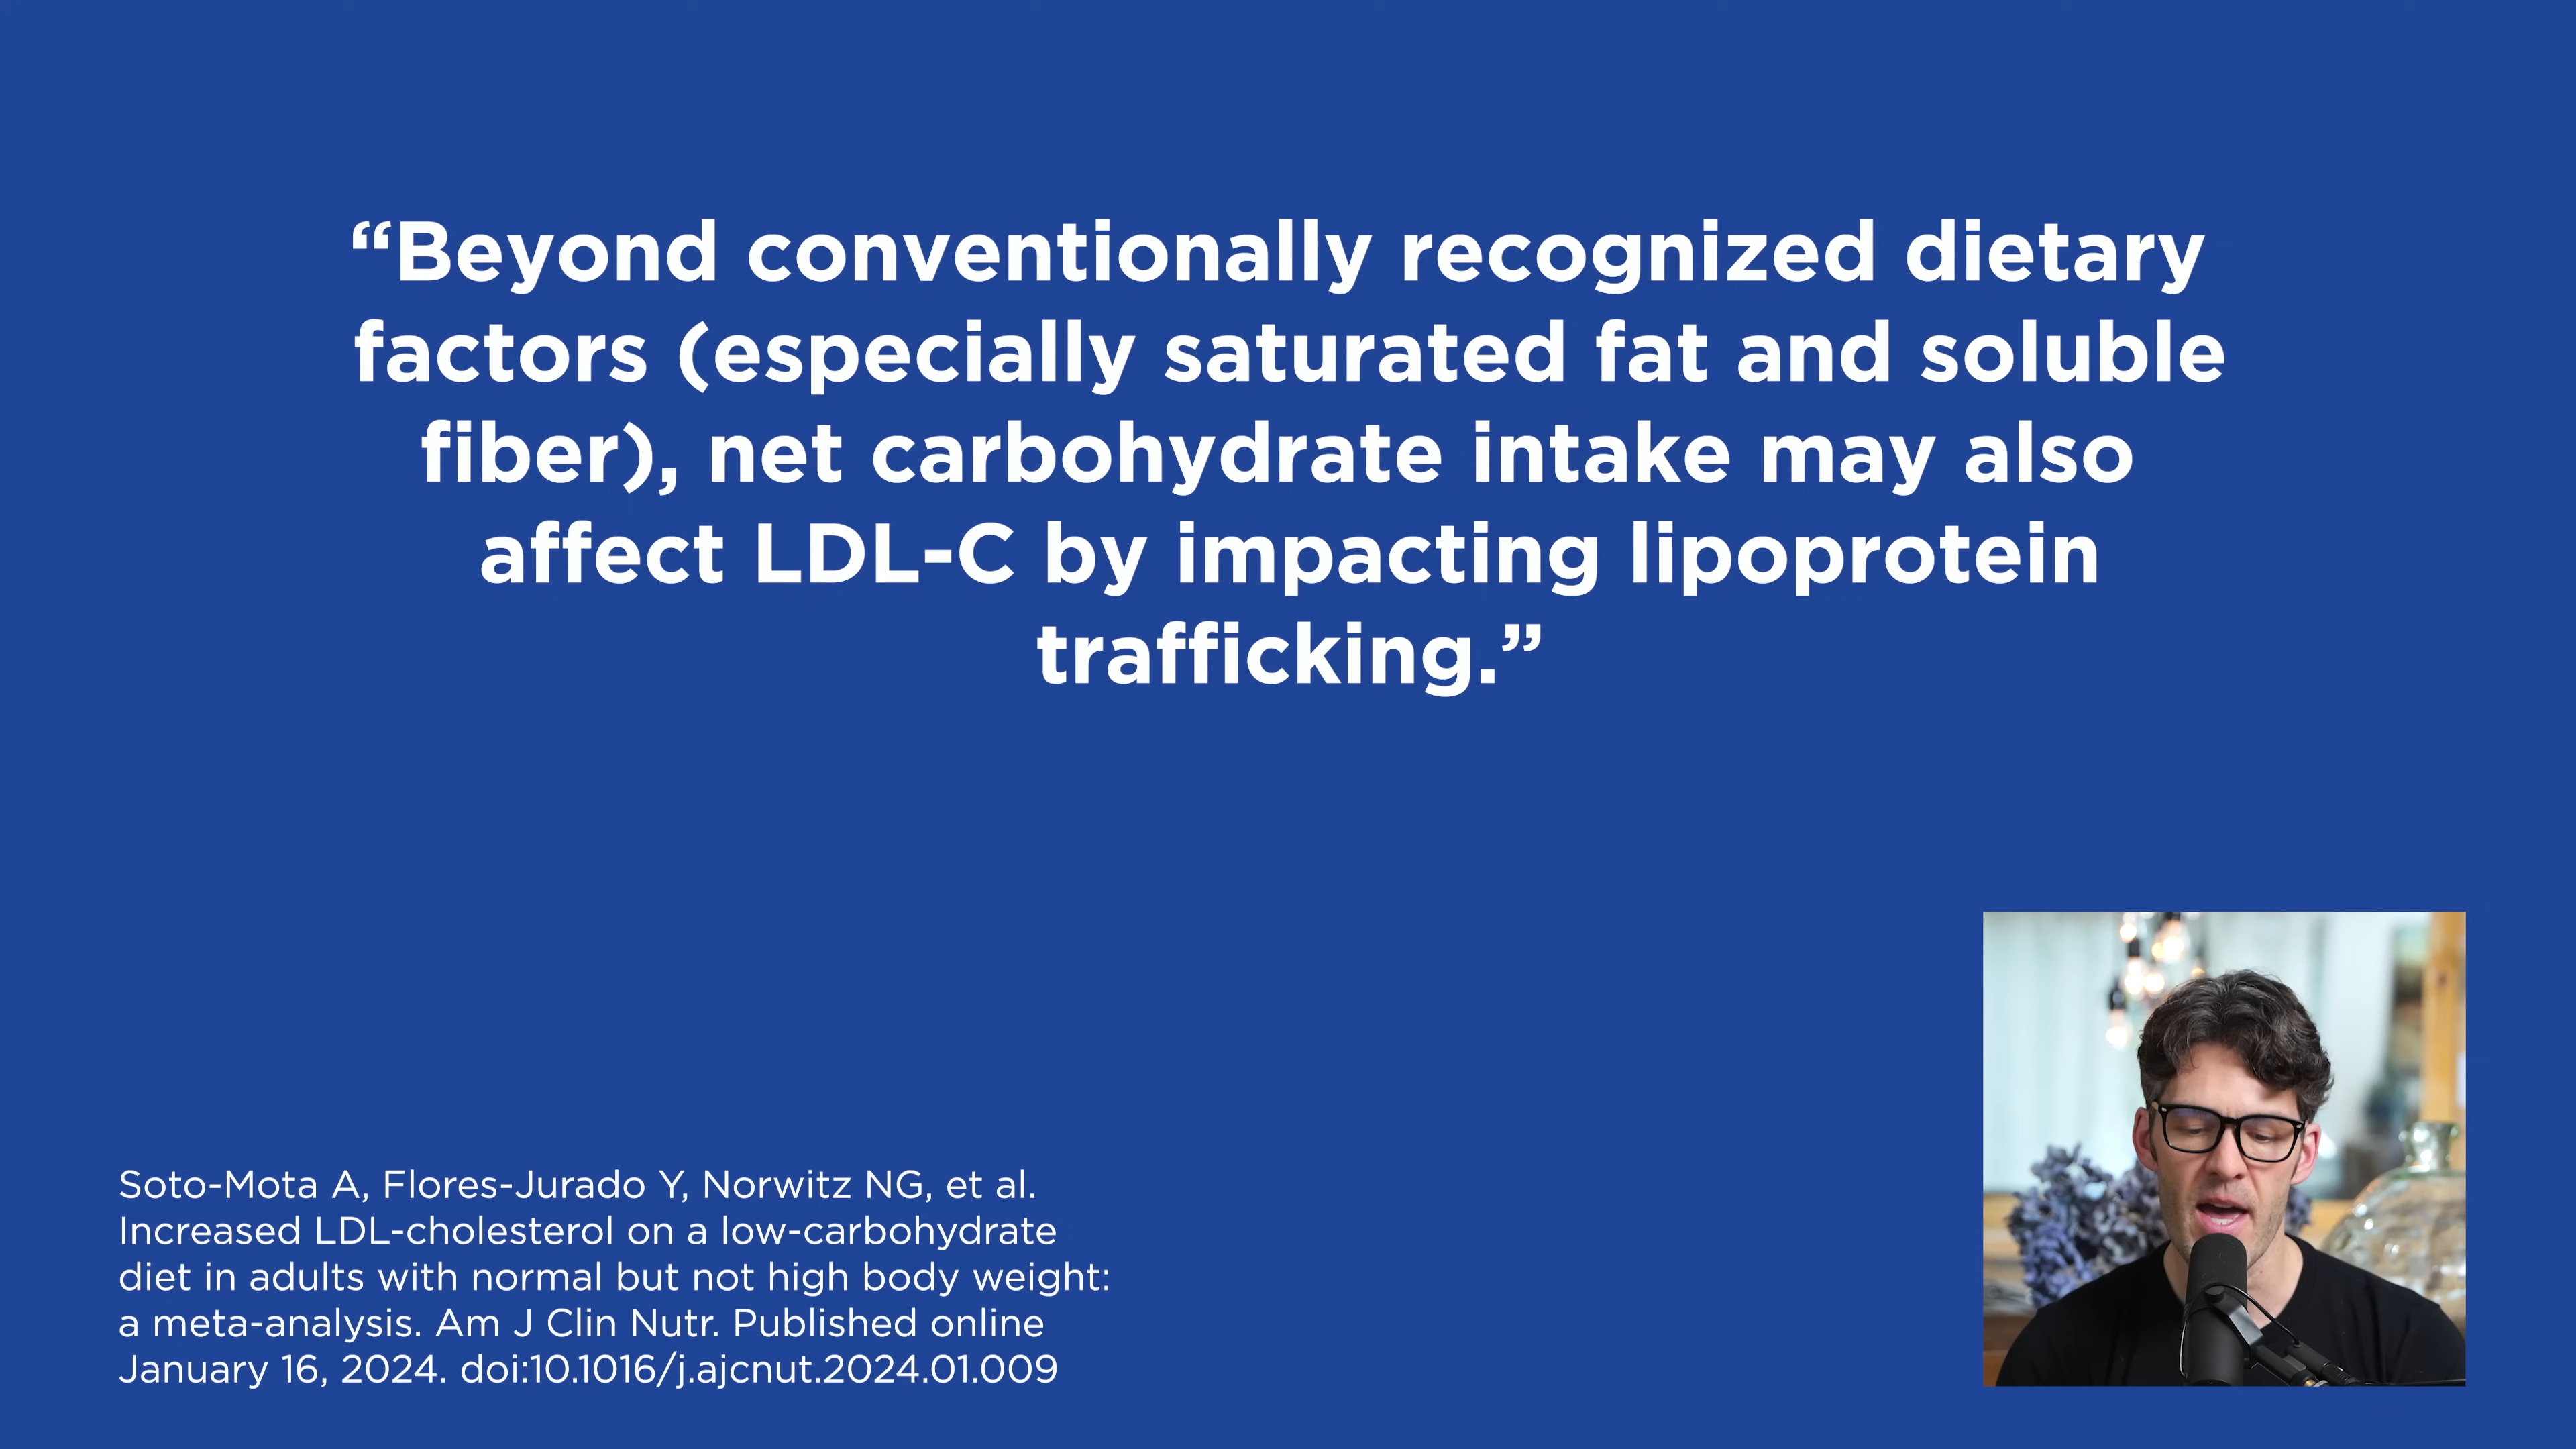 “Beyond conventionally recognized dietary
factors (especially saturated fat and soluble
fiber), net carbohydrate intake may also
affect LDL-C by impacting lipoprotein
trafficking.”
Soto-Mota A, Flores-Jurado Y, Norwitz NG, et al.
Increased LDL-cholesterol on a low-carbohydrate
diet in adults with normal but not high body weight:
a meta-analysis. Am J Clin Nutr. Published online
January 16, 2024. doi:10.1016/j.ajcnut.2024.01.009